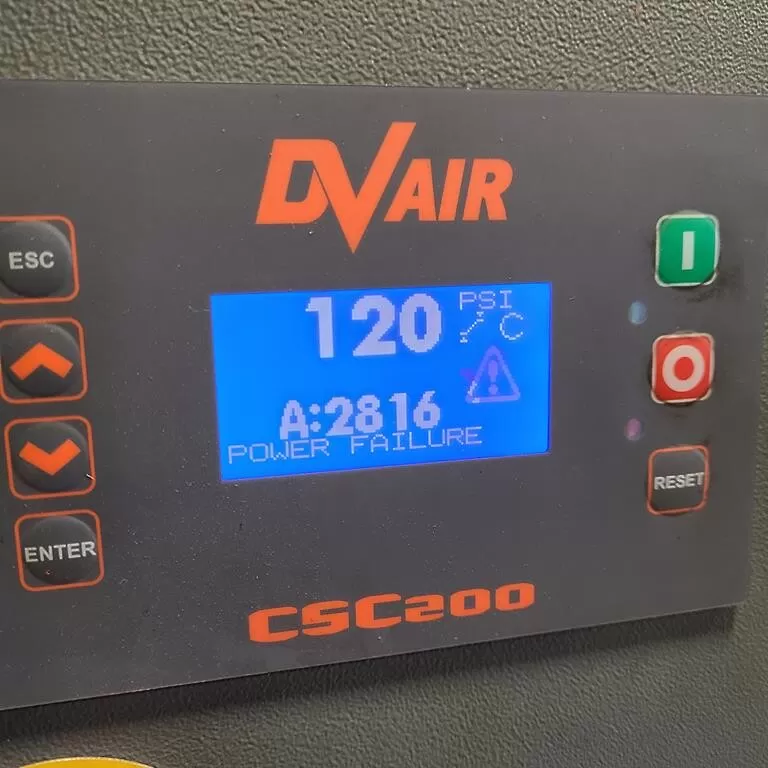 DVAIR
ESC
120 PSI
C
A:2816
POWER FAILURE
RESET
ENTER
CSC200